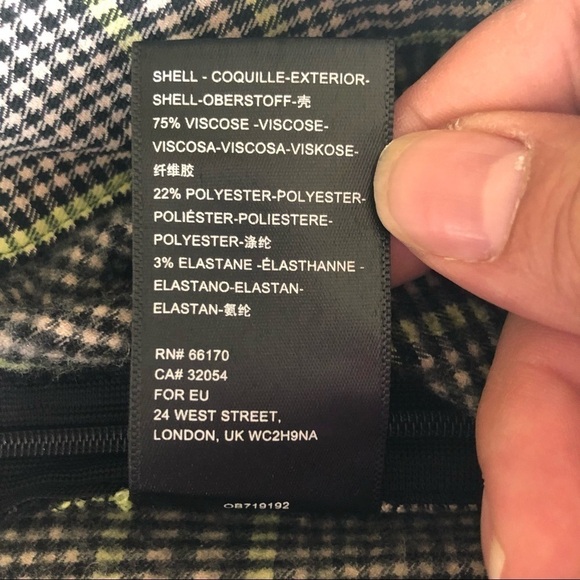 SHELL - COQUILLE-EXTERIOR-
SHELL-OBERSTOFF-壳
75% VISCOSE -VISCOSE-
VISCOSA-VISCOSA-VISKOSE-
纤维胶
22% POLYESTER-POLYESTER-
POLIÉSTER-POLIESTERE-
POLYESTER-涤纶
3% ELASTANE -ÉLASTHANNE -
ELASTANO-ELASTAN-
ELASTAN-氨纶
RN# 66170
CA# 32054
FOR EU
24 WEST STREET,
LONDON, UK WC2H9NA
OB719192